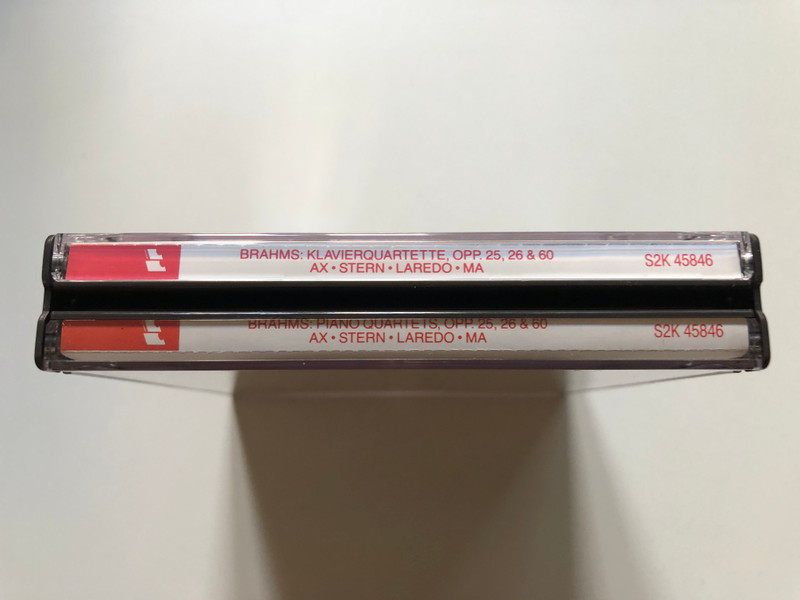 BRAHMS: KLAVIERQUARTETTE, OPP. 25, 26 & 60
AX • STERN • LAREDO • MA
S2K 45846
BRAHMS: PIANO QUARTETS, OPP. 25, 26 & 60
AX • STERN • LAREDO • MA
S2K 45846